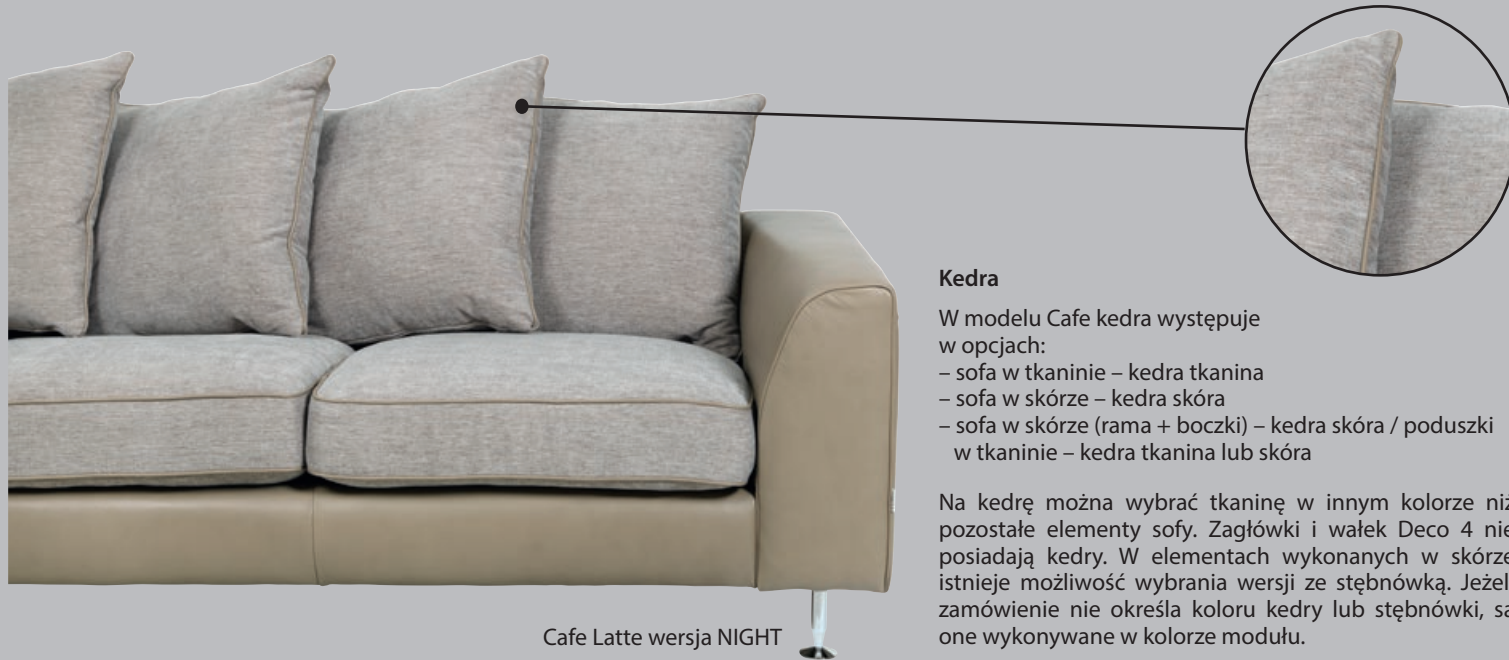 Kedra
W modelu Cafe kedra występuje
w opcjach:
– sofa w tkaninie – kedra tkanina
– sofa w skórze – kedra skóra
– sofa w skórze (rama + boczki) – kedra skóra / poduszki
w tkaninie – kedra tkanina lub skóra
Na kedrę można wybrać tkaninę w innym kolorze niż
pozostałe elementy sofy. Zagłówki i wałek Deco 4 nie
posiadają kedry. W elementach wykonanych w skórze
istnieje możliwość wybrania wersji ze stębnówką. Jeżel
zamówienie nie określa koloru kedry lub stębnówki, są
one wykonywane w kolorze modułu.
Cafe Latte wersja NIGHT